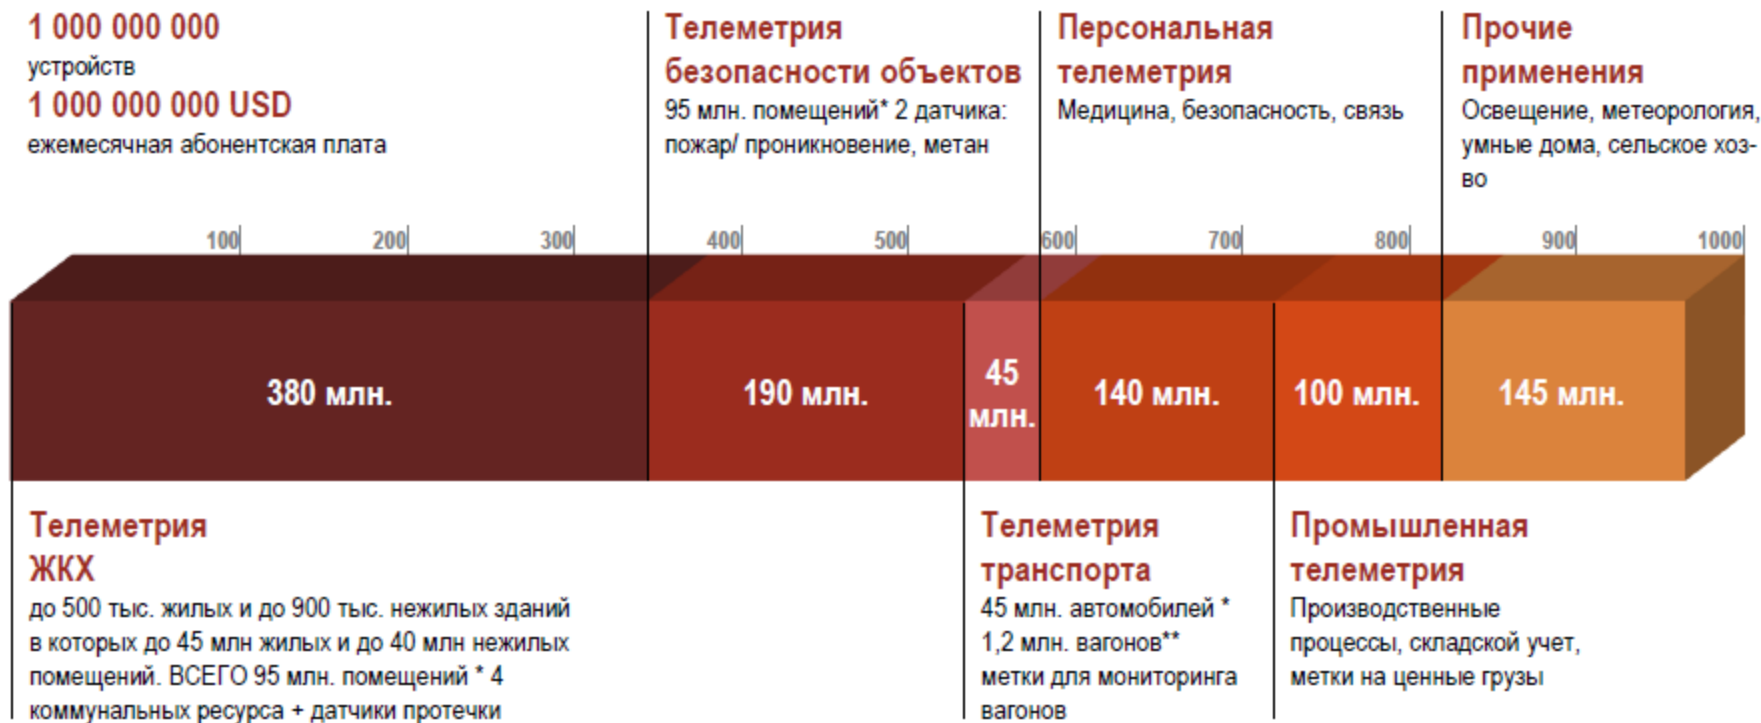 1 000 000 000
устройств
1 000 000 000 USD
ежемесячная абонентская плата
Телеметрия
безопасности объектов
95 млн. помещений* 2 датчика:
пожар/ проникновение, метан
Персональная
телеметрия
Медицина, безопасность, связь
Прочие
применения
Освещение, метеорология,
умные дома, сельское хоз-
во
100 200 300 400 500 600 700 800 900 1000
380 млн.
190 млн.
45
млн.
140 млн.
100 млн.
145 млн.
Телеметрия
ЖКХ
до 500 тыс. жилых и до 900 тыс. нежилых зданий
в которых до 45 млн жилых и до 40 млн нежилых
помещений. ВСЕГО 95 млн. помещений * 4
коммунальных ресурса + датчики протечки
Телеметрия
транспорта
45 млн. автомобилей *
1,2 млн. вагонов**
метки для мониторинга
вагонов
Промышленная
телеметрия
Производственные
процессы, складской учет,
метки на ценные грузы